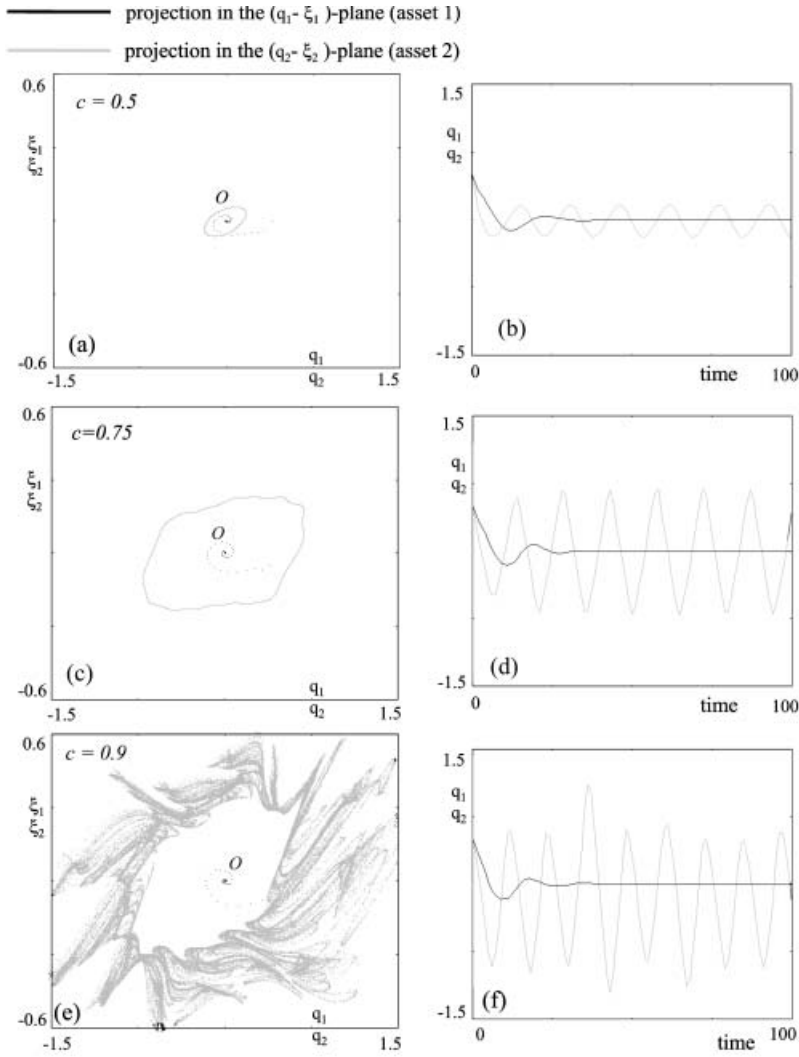 projection in the (q₁- ξ₁ )-plane (asset 1)
projection in the (q₂- ξ₂ )-plane (asset 2)
0.6
c = 0.5
ξ₁
ξ₂
O
(a)
-0.6
-1.5
q₁
q₂
1.5
1.5
q₁
q₂
(b)
-1.5
0
time
100
0.6
c=0.75
ξ₁
ξ₂
O
(c)
-0.6
-1.5
q₁
q₂
1.5
1.5
q₁
q₂
(d)
-1.5
0
time
100
0.6
c = 0.9
ξ₁
ξ₂
O
(e)
-0.6
-1.5
q₁
q₂
1.5
1.5
q₁
q₂
(f)
-1.5
0
time
100